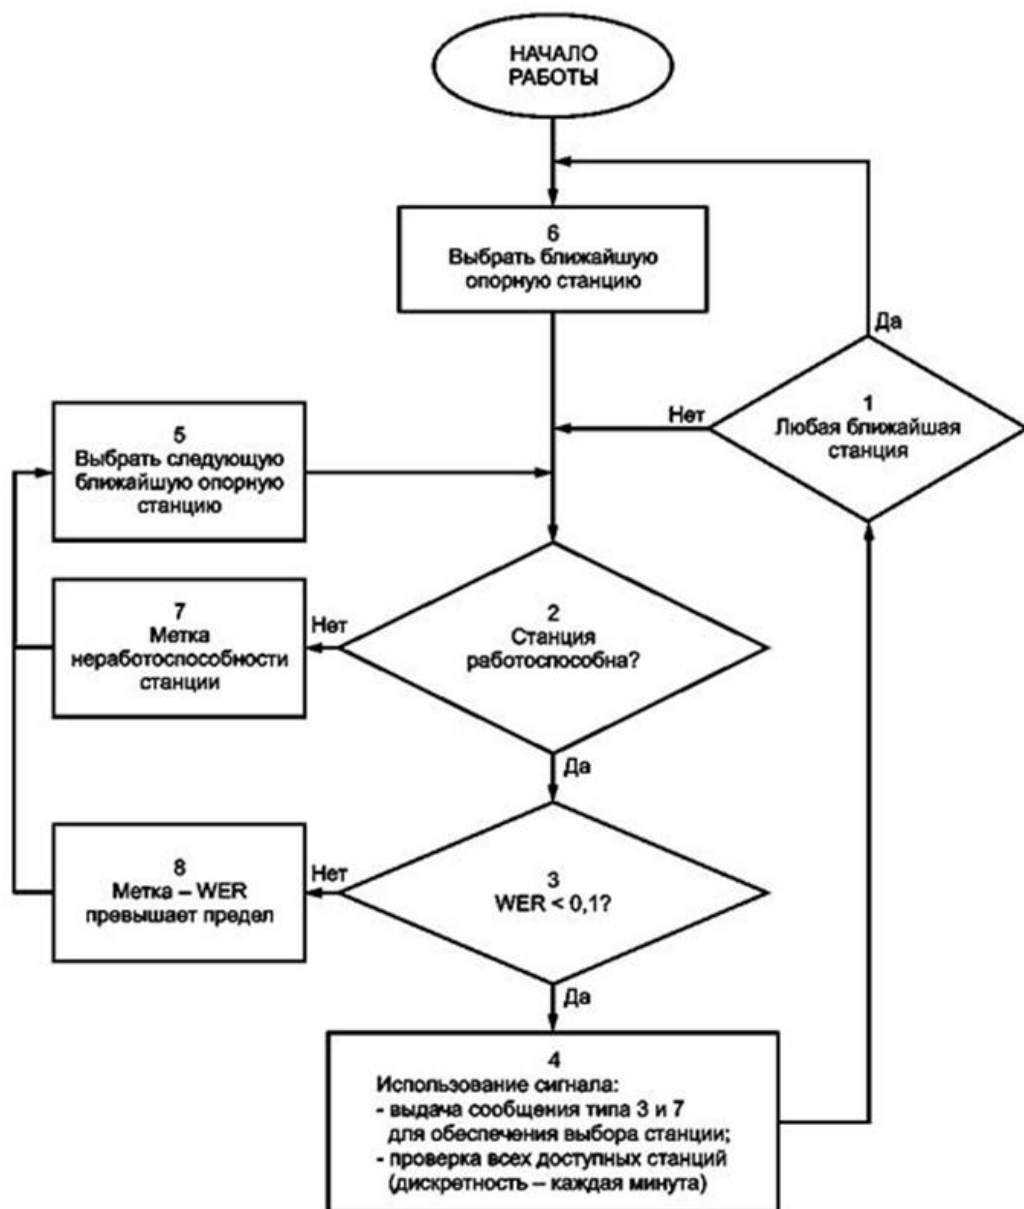 НАЧАЛО
РАБОТЫ
6
Выбрать ближайшую
опорную станцию
Да
1
Любая ближайшая
станция
Нет
5
Выбрать следующую
ближайшую опорную
станцию
7
Метка
неработоспособности
станции
Нет
2
Станция
работоспособна?
Да
8
Метка – WER
превышает предел
Нет
3
WER < 0,1?
Да
4
Использование сигнала:
- выдача сообщения типа 3 и 7
для обеспечения выбора станции;
- проверка всех доступных станций
(дискретность – каждая минута)